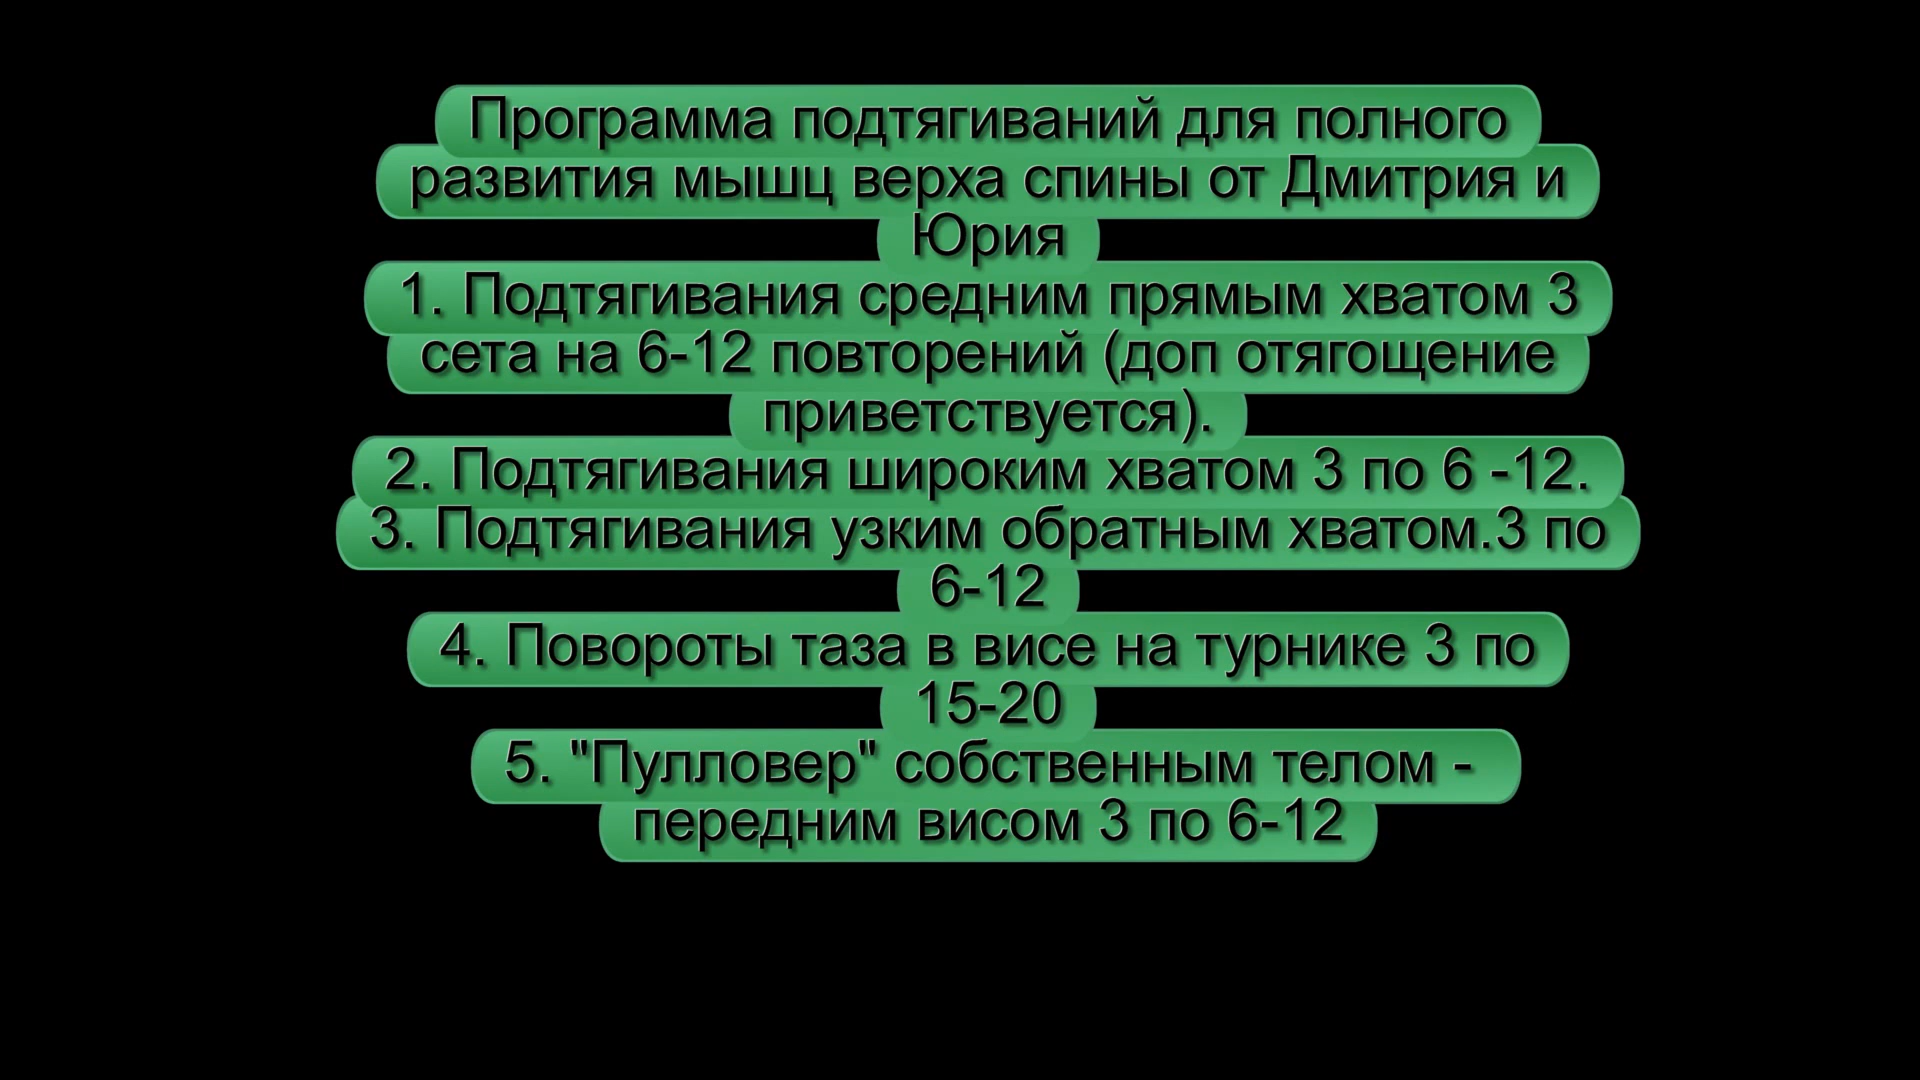 Программа подтягиваний для полного
развития мышц верха спины от Дмитрия и
Юрия
1. Подтягивания средним прямым хватом 3
сета на 6-12 повторений (доп отягощение
приветствуется).
2. Подтягивания широким хватом 3 по 6 -12.
3. Подтягивания узким обратным хватом.3 по
6-12
4. Повороты таза в висе на турнике 3 по
15-20
5. "Пулловер" собственным телом -
передним висом 3 по 6-12